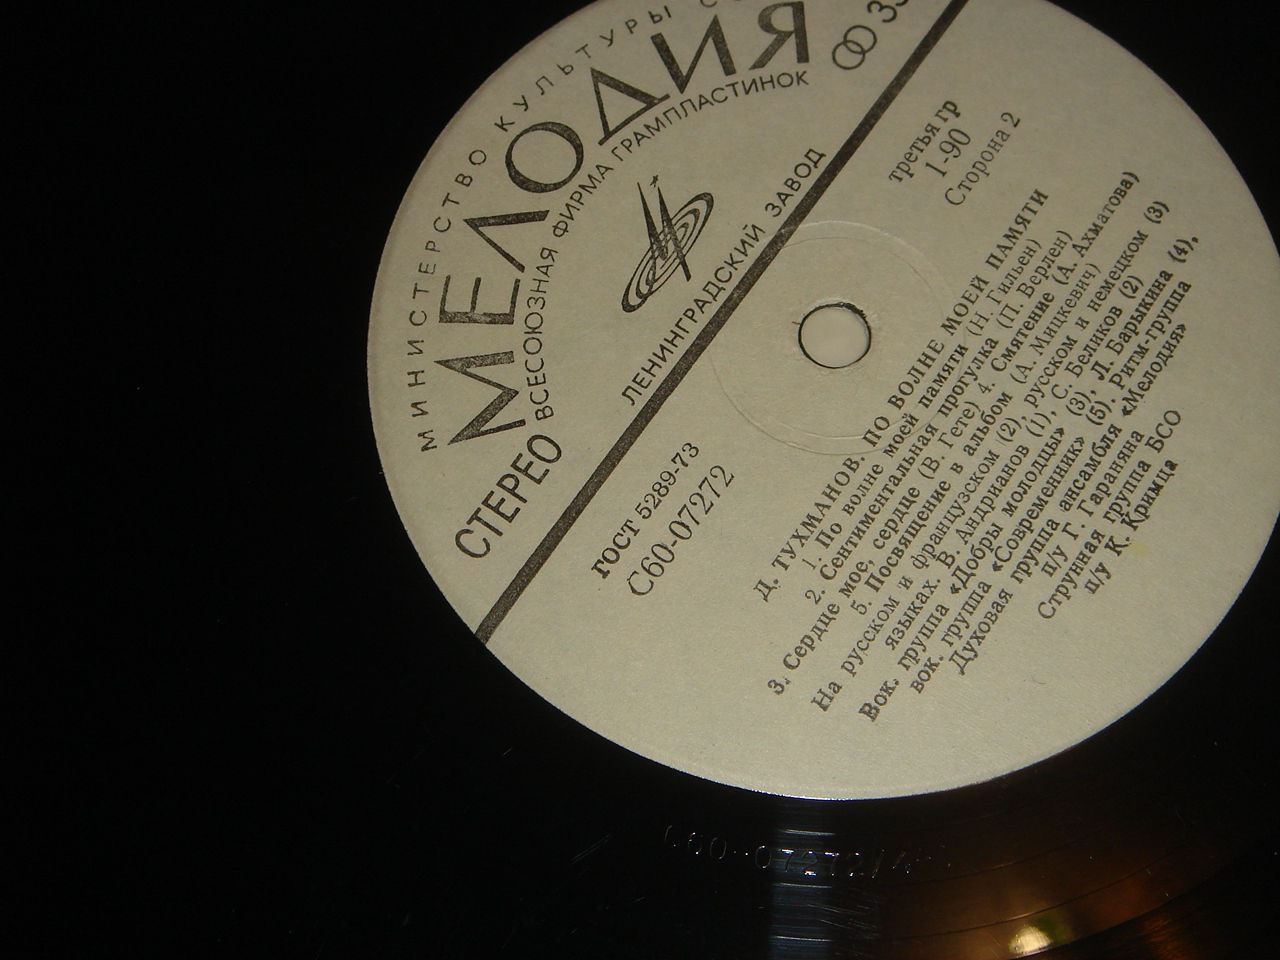 МИНИСТЕРСТВО КУЛЬТУРЫ
МЕЛОДИЯ
ВСЕСОЮЗНАЯ ФИРМА ГРАМПЛАСТИНОК
СТЕРЕО
33
ЛЕНИНГРАДСКИЙ ЗАВОД
ГОСТ 5289-73
С60-07272
третья гр
1-90
Сторона 2
Д. ТУХМАНОВ. ПО ВОЛНЕ МОЕЙ ПАМЯТИ
1. По волне моей памяти (Н. Гильен)
2. Сентиментальная прогулка (П. Верлен)
3. Сердце мое, сердце (В. Гете) 4. Смятение (А. Ахматова)
5. Посвящение в альбом (А. Мицкевич)
На русском и французском (2), русском и немецком (3)
языках. В. Андрианов (1), С. Беликов (2)
Вок. группа «Добры молодцы» (3), Л. Барыкина (4),
вок. группа «Современник» (5). Ритм-группа
Духовая группа ансамбля «Мелодия»
п/у Г. Гараняна
Струнная группа БСО
п/у К. Кримца